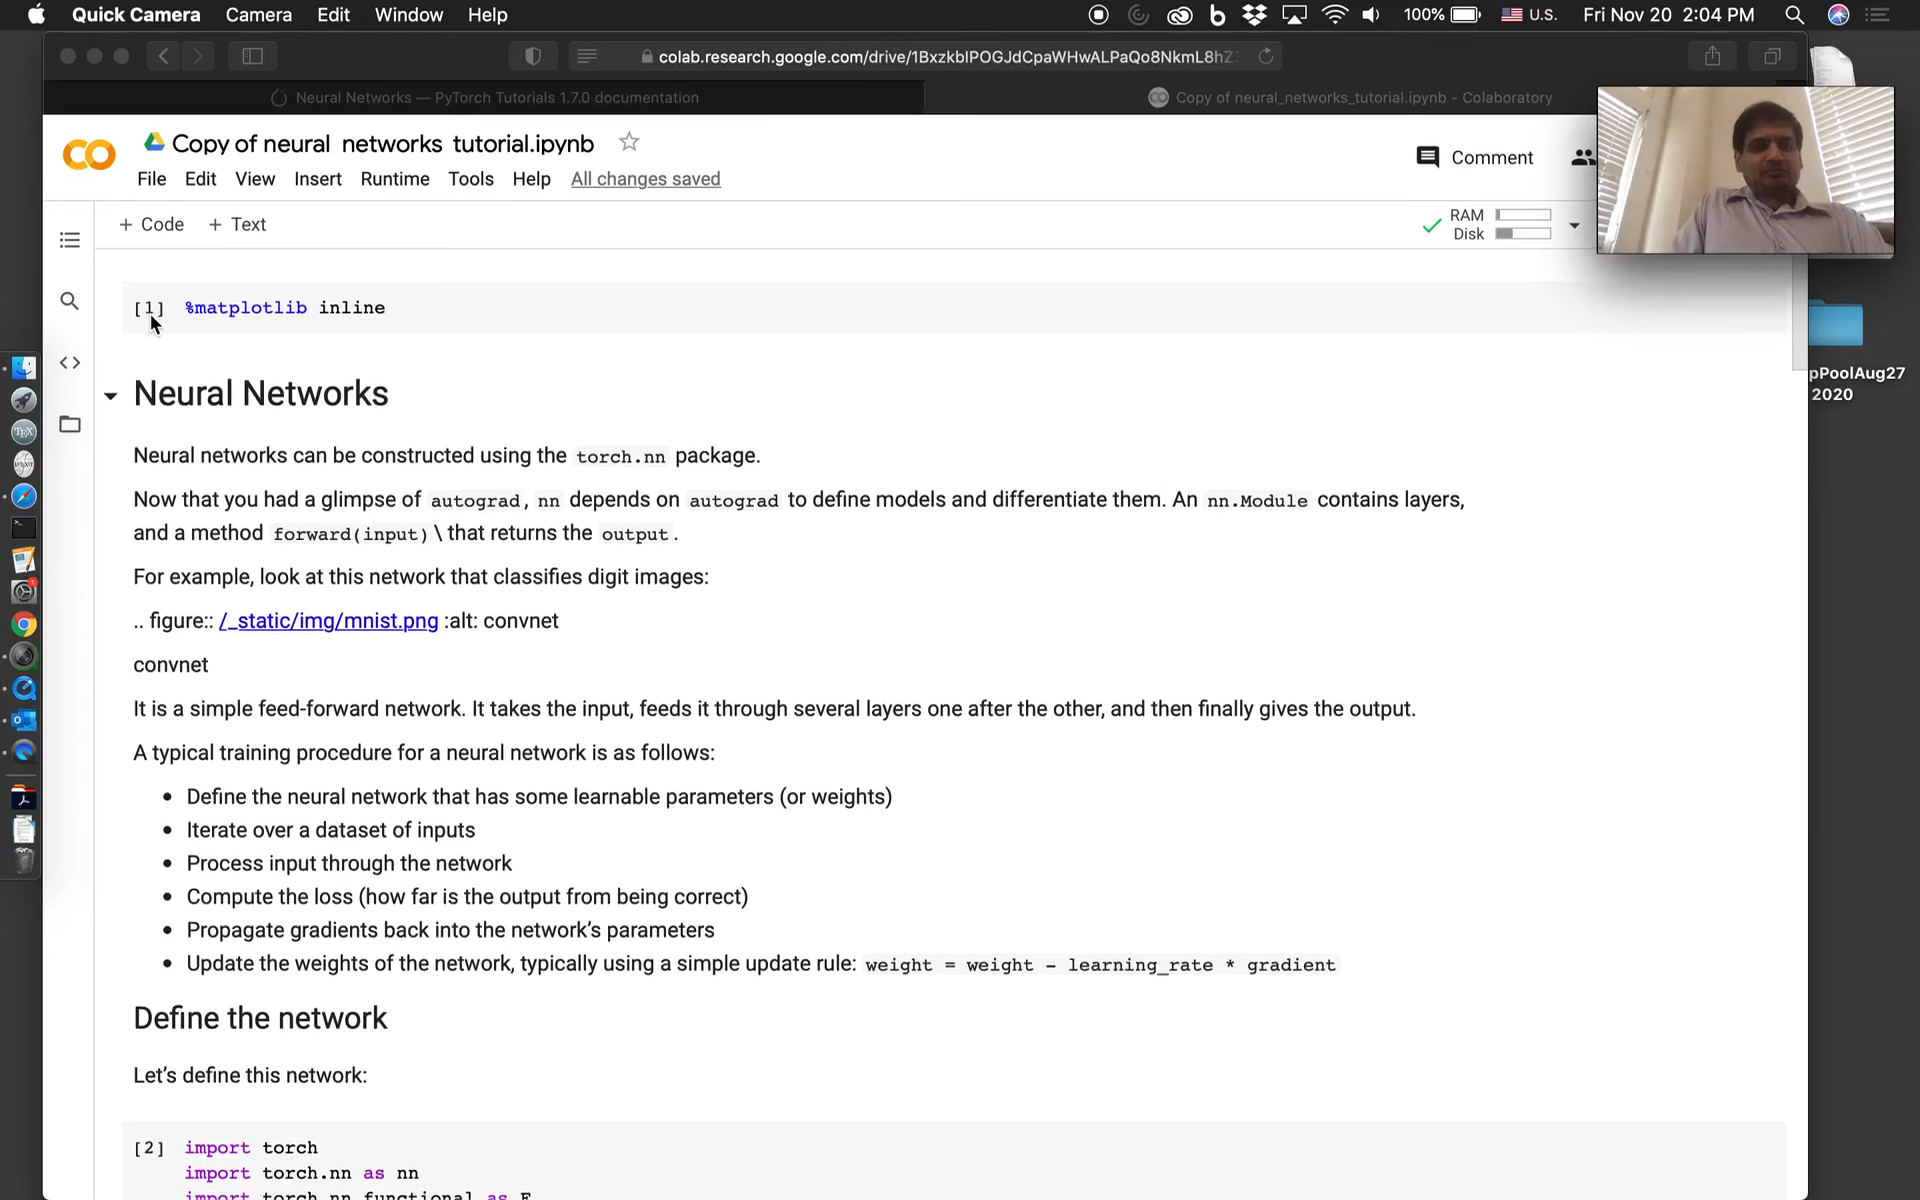 Quick Camera Camera Edit Window Help 100% U.S. Fri Nov 20 2:04 PM
colab.research.google.com/drive/1BxzkblPOGJdCpaWHwALPaQo8NkmL8hZ
Neural Networks — PyTorch Tutorials 1.7.0 documentation
Copy of neural_networks_tutorial.ipynb - Colaboratory
Copy of neural networks tutorial.ipynb
Comment
File Edit View Insert Runtime Tools Help All changes saved
+ Code + Text
RAM
Disk
[1] %matplotlib inline
Neural Networks
pPoolAug27
2020
Neural networks can be constructed using the torch.nn package.
Now that you had a glimpse of autograd, nn depends on autograd to define models and differentiate them. An nn.Module contains layers,
and a method forward(input)\ that returns the output.
For example, look at this network that classifies digit images:
.. figure:: /_static/img/mnist.png :alt: convnet
convnet
It is a simple feed-forward network. It takes the input, feeds it through several layers one after the other, and then finally gives the output.
A typical training procedure for a neural network is as follows:
• Define the neural network that has some learnable parameters (or weights)
• Iterate over a dataset of inputs
• Process input through the network
• Compute the loss (how far is the output from being correct)
• Propagate gradients back into the network's parameters
• Update the weights of the network, typically using a simple update rule: weight = weight - learning_rate * gradient
Define the network
Let's define this network:
[2] import torch
import torch.nn as nn
import torch.nn.functional as F